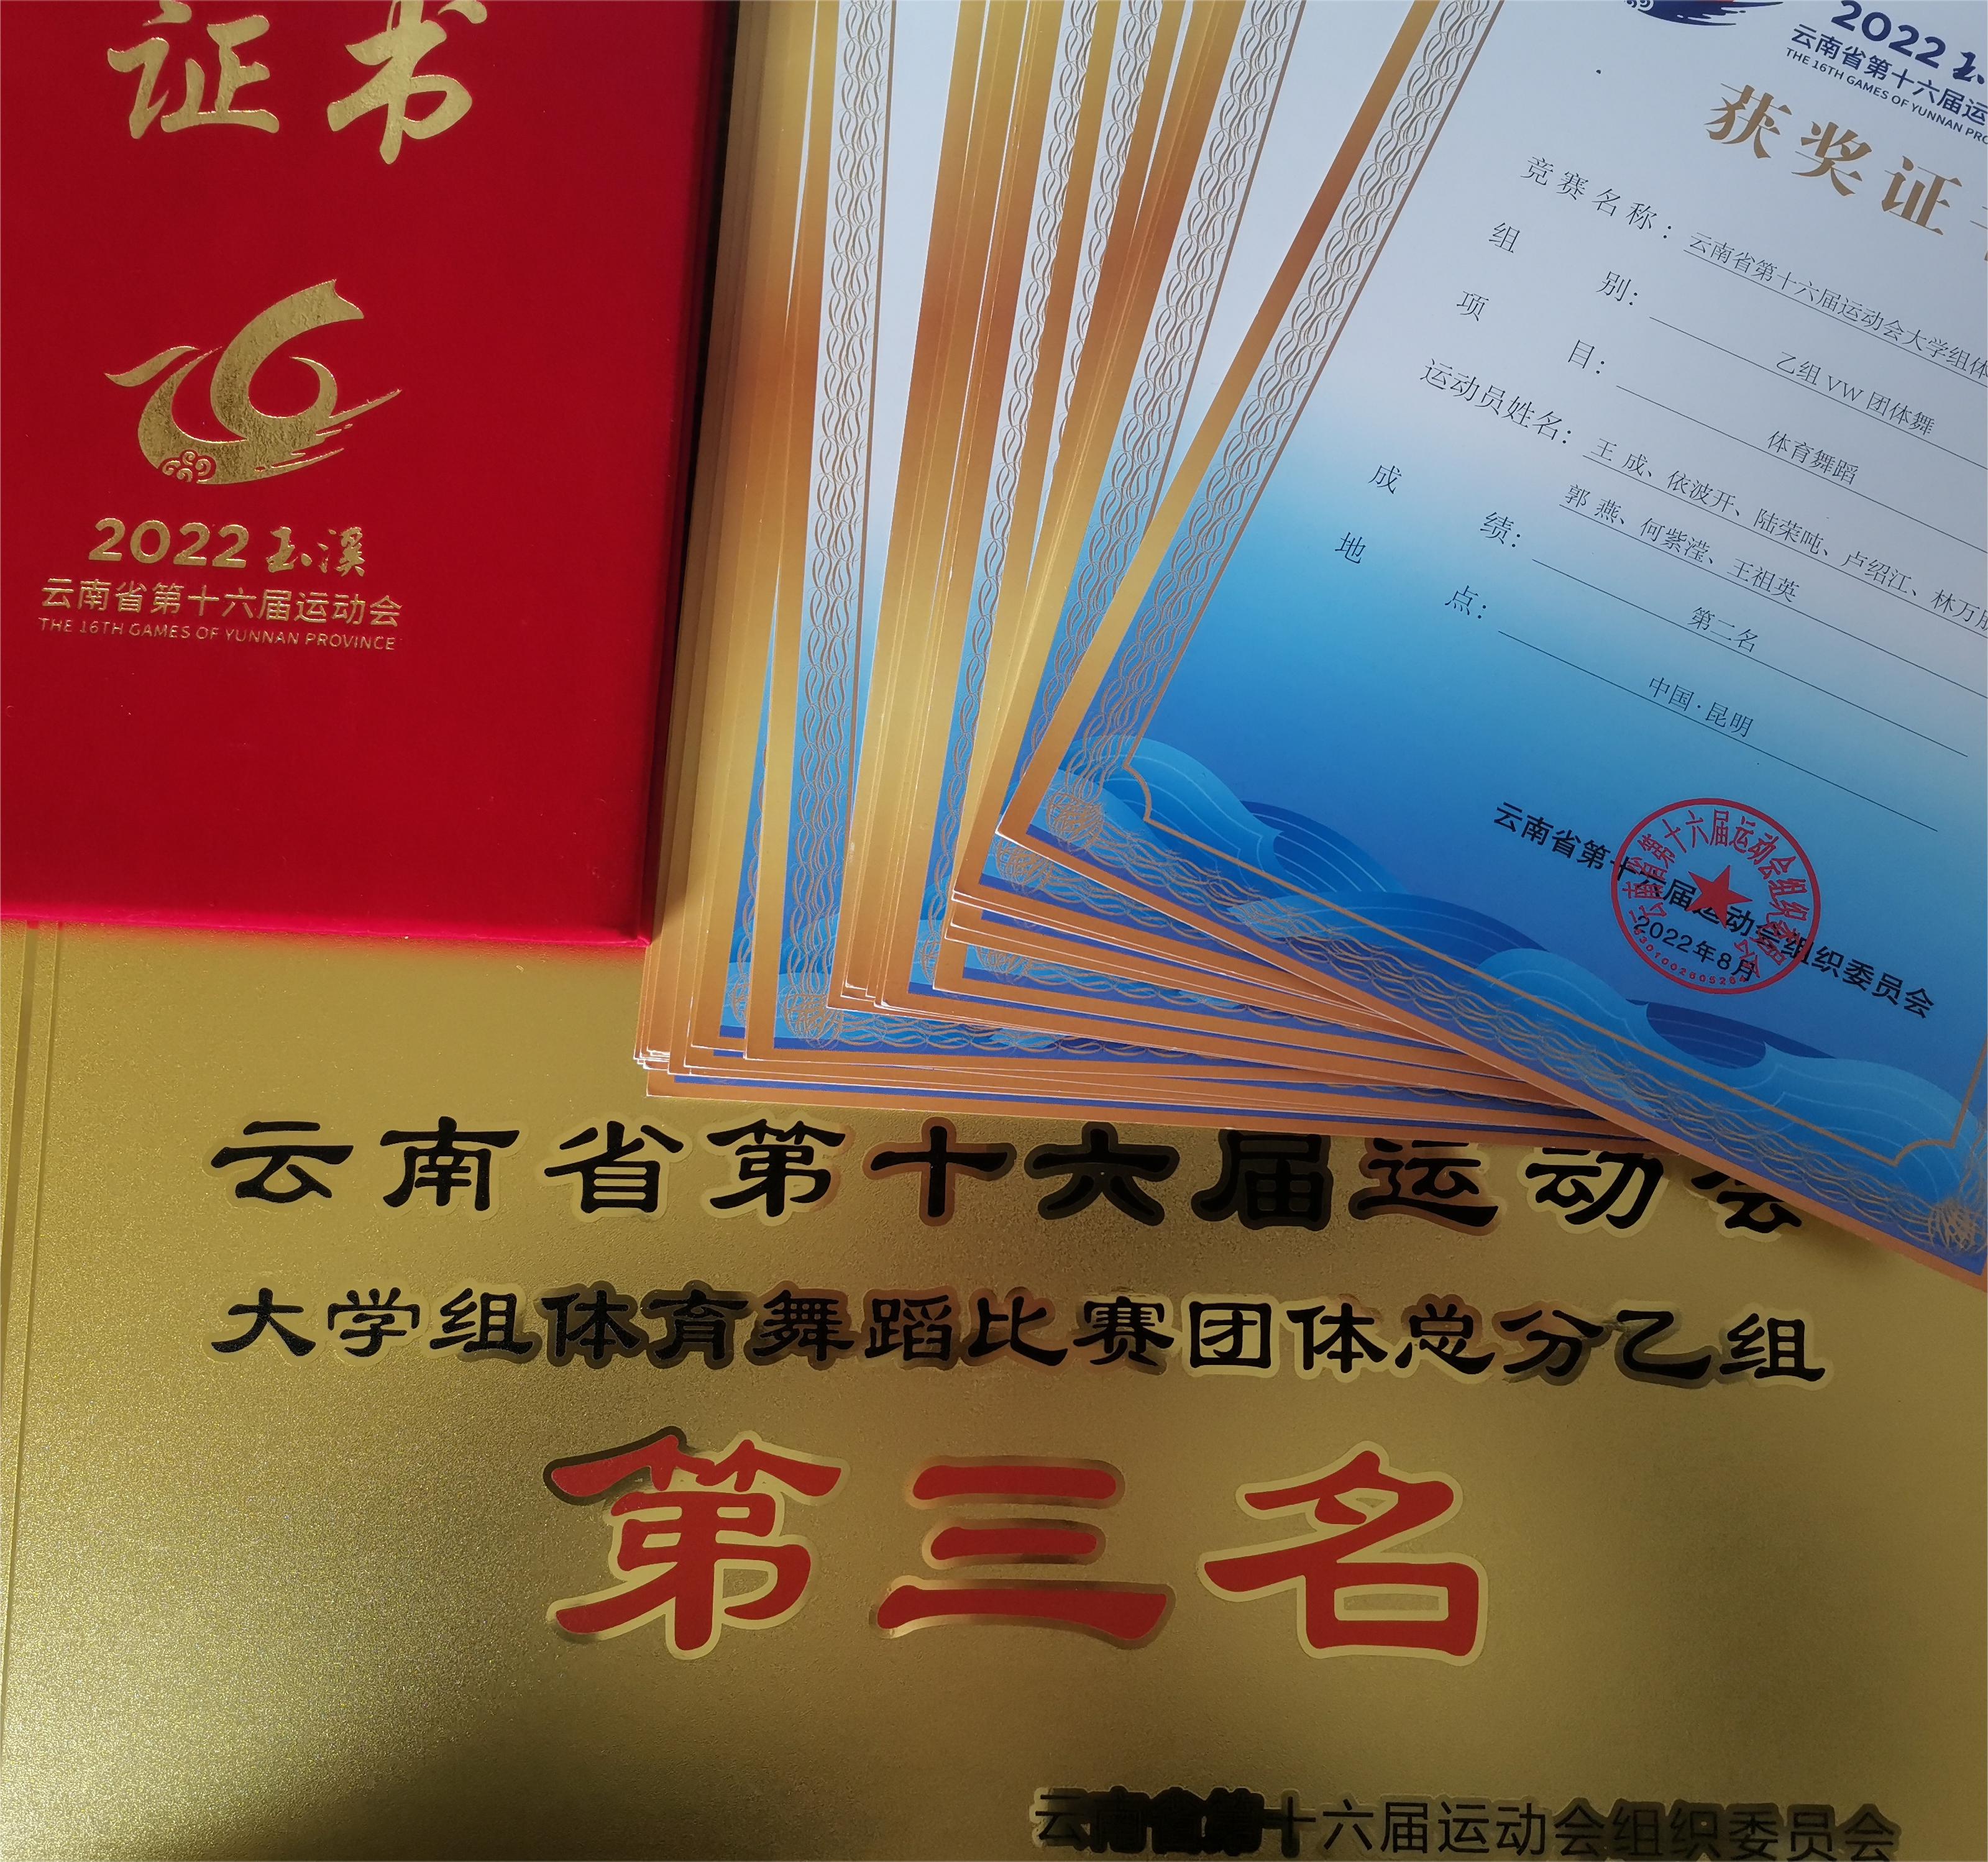 证书
2022 玉溪
云南省第十六届运动会
THE 16TH GAMES OF YUNNAN PROVINCE
2022 玉
云南省第十六届运
THE 16TH GAMES OF YUNNAN PRO
获奖证
竞赛名称：云南省第十六届运动会大学组体
组别：乙组 VW 团体舞
项目：体育舞蹈
运动员姓名：王 成、依波开、陆荣吨、卢绍江、林万
郭 燕、何紫滢、王祖英
成绩：第二名
地点：中国·昆明
云南省第十六届运动会组织委员会
2022年8月
云南省第十六届运动会
大学组体育舞蹈比赛团体总分乙组
第三名
云南省第十六届运动会组织委员会